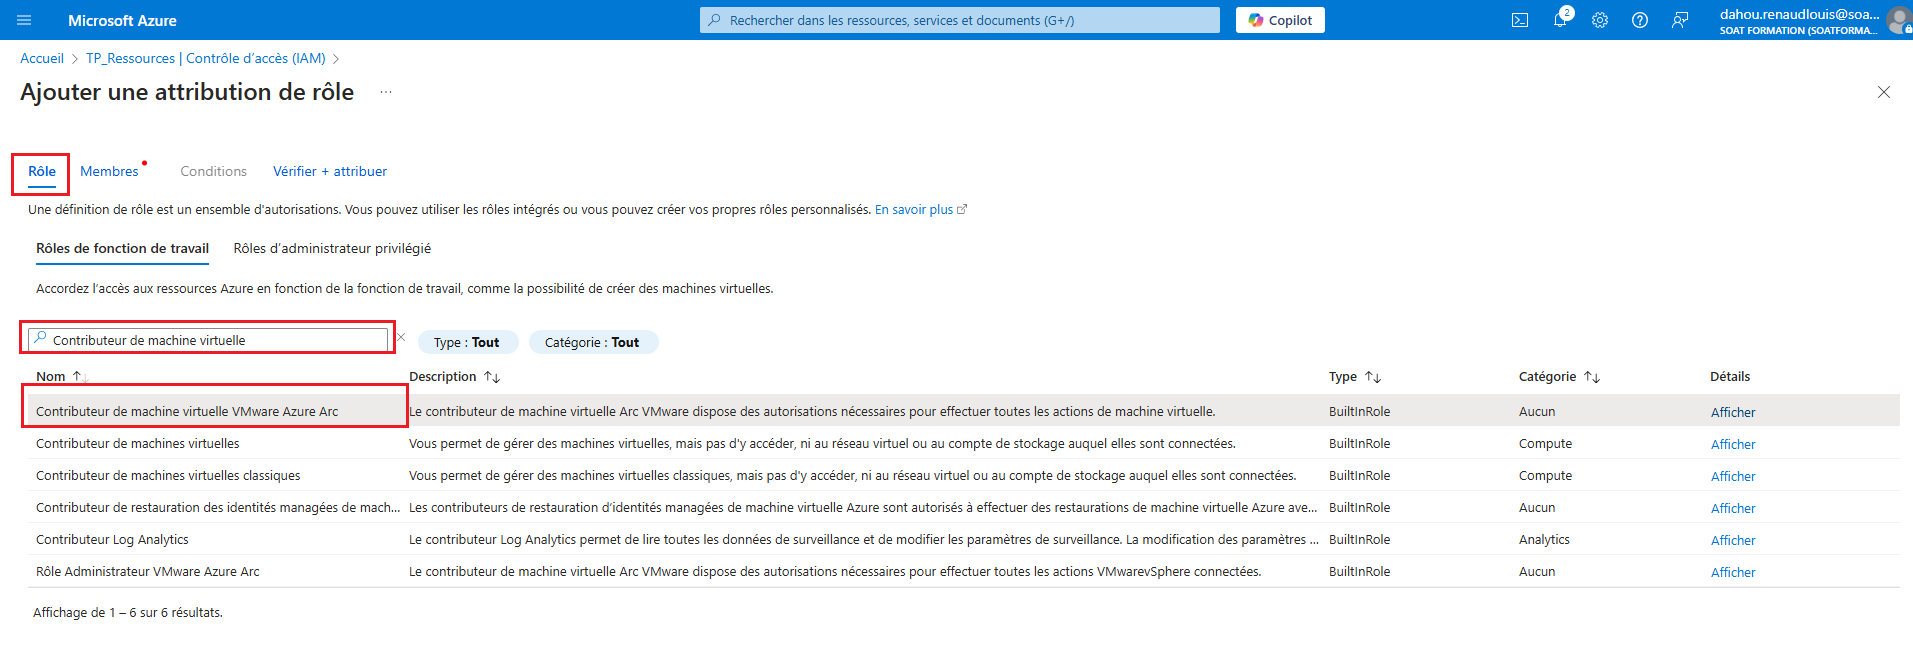 Microsoft Azure
Rechercher dans les ressources, services et documents (G+/)
Copilot
2
dahou.renaudlouis@soa...
SOAT FORMATION (SOATFORMA...
Accueil > TP_Ressources | Contrôle d'accès (IAM) >
Ajouter une attribution de rôle ...
Rôle Membres Conditions Vérifier + attribuer
Une définition de rôle est un ensemble d'autorisations. Vous pouvez utiliser les rôles intégrés ou vous pouvez créer vos propres rôles personnalisés. En savoir plus
Rôles de fonction de travail Rôles d'administrateur privilégié
Accordez l'accès aux ressources Azure en fonction de la fonction de travail, comme la possibilité de créer des machines virtuelles.
Contribueur de machine virtuelle Type : Tout Catégorie : Tout
Nom ↑↓ Description ↑↓ Type ↑↓ Catégorie ↑↓ Détails
Contributeur de machine virtuelle VMware Azure Arc Le contributeur de machine virtuelle Arc VMware dispose des autorisations nécessaires pour effectuer toutes les actions de machine virtuelle. BuiltInRole Aucun Afficher
Contributeur de machines virtuelles Vous permet de gérer des machines virtuelles, mais pas d'y accéder, ni au réseau virtuel ou au compte de stockage auquel elles sont connectées. BuiltInRole Compute Afficher
Contributeur de machines virtuelles classiques Vous permet de gérer des machines virtuelles classiques, mais pas d'y accéder, ni au réseau virtuel ou au compte de stockage auquel elles sont connectées. BuiltInRole Compute Afficher
Contributeur de restauration des identités managées de mach... Les contributeurs de restauration d'identités managées de machine virtuelle Azure sont autorisés à effectuer des restaurations de machine virtuelle Azure ave... BuiltInRole Aucun Afficher
Contributeur Log Analytics Le contributeur Log Analytics permet de lire toutes les données de surveillance et de modifier les paramètres de surveillance. La modification des paramètres ... BuiltInRole Analytics Afficher
Rôle Administrateur VMware Azure Arc Le contributeur de machine virtuelle Arc VMware dispose des autorisations nécessaires pour effectuer toutes les actions VMwarevSphere connectées. BuiltInRole Aucun Afficher
Affichage de 1 – 6 sur 6 résultats.